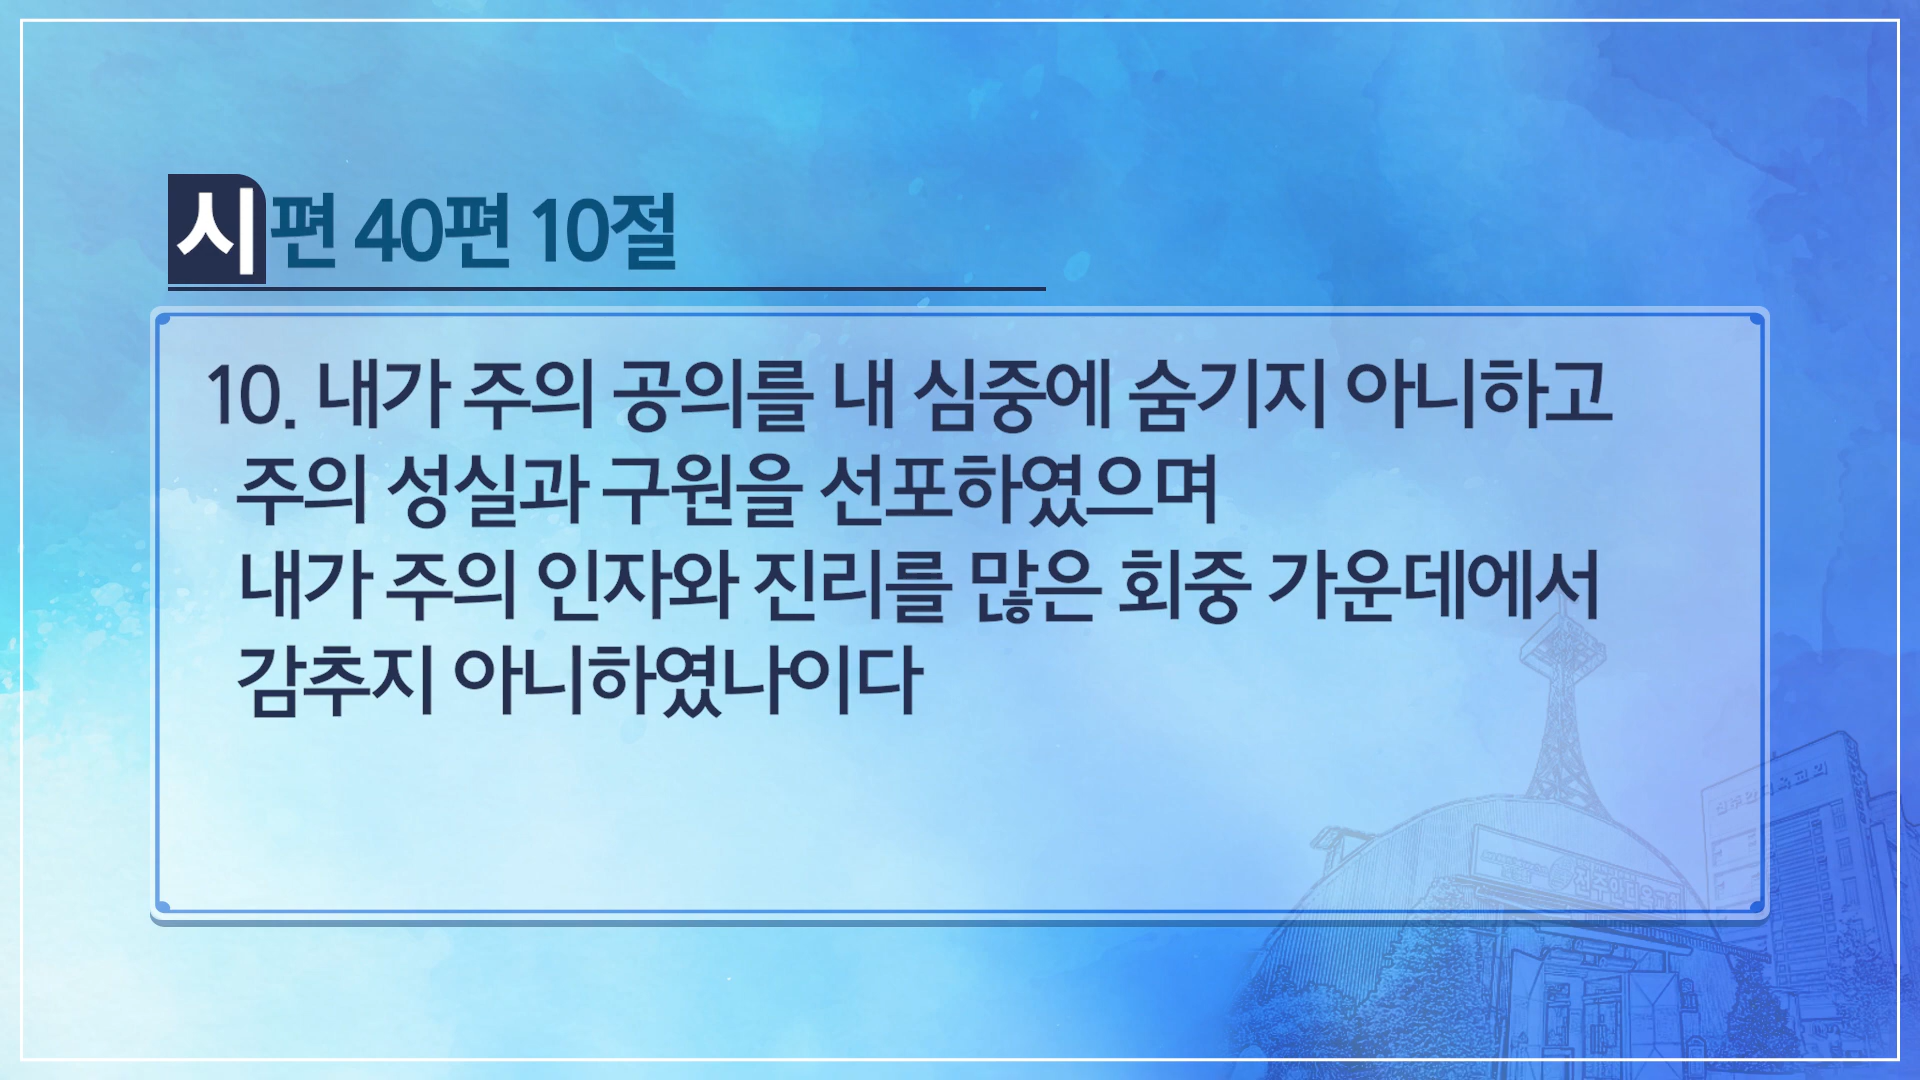 시편 40편 10절
10. 내가 주의 공의를 내 심중에 숨기지 아니하고
주의 성실과 구원을 선포하였으며
내가 주의 인자와 진리를 많은 회중 가운데에서
감추지 아니하였나이다